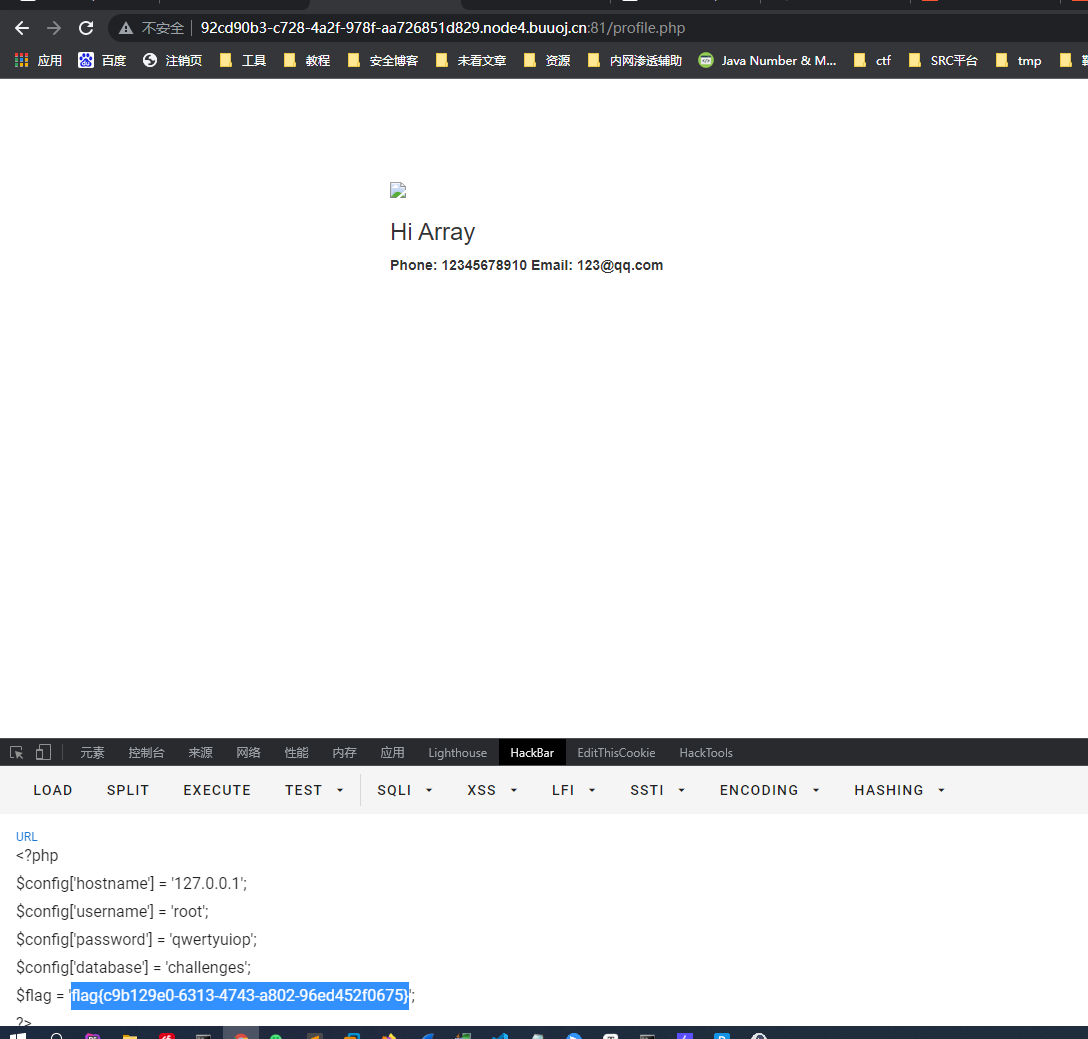 不安全 92cd90b3-c728-4a2f-978f-aa726851d829.node4.buuoj.cn:81/profile.php
应用 百度 注销页 工具 教程 安全博客 未看文章 资源 内网渗透辅助 Java Number & M... ctf SRC平台 tmp
Hi Array
Phone: 12345678910 Email: 123@qq.com
元素 控制台 来源 网络 性能 内存 应用 Lighthouse HackBar EditThisCookie HackTools
LOAD SPLIT EXECUTE TEST SQLI XSS LFI SSTI ENCODING HASHING
URL
<?php
$config['hostname'] = '127.0.0.1';
$config['username'] = 'root';
$config['password'] = 'qwertyuiop';
$config['database'] = 'challenges';
$flag = 'flag{c9b129e0-6313-4743-a802-96ed452f0675}';
?>